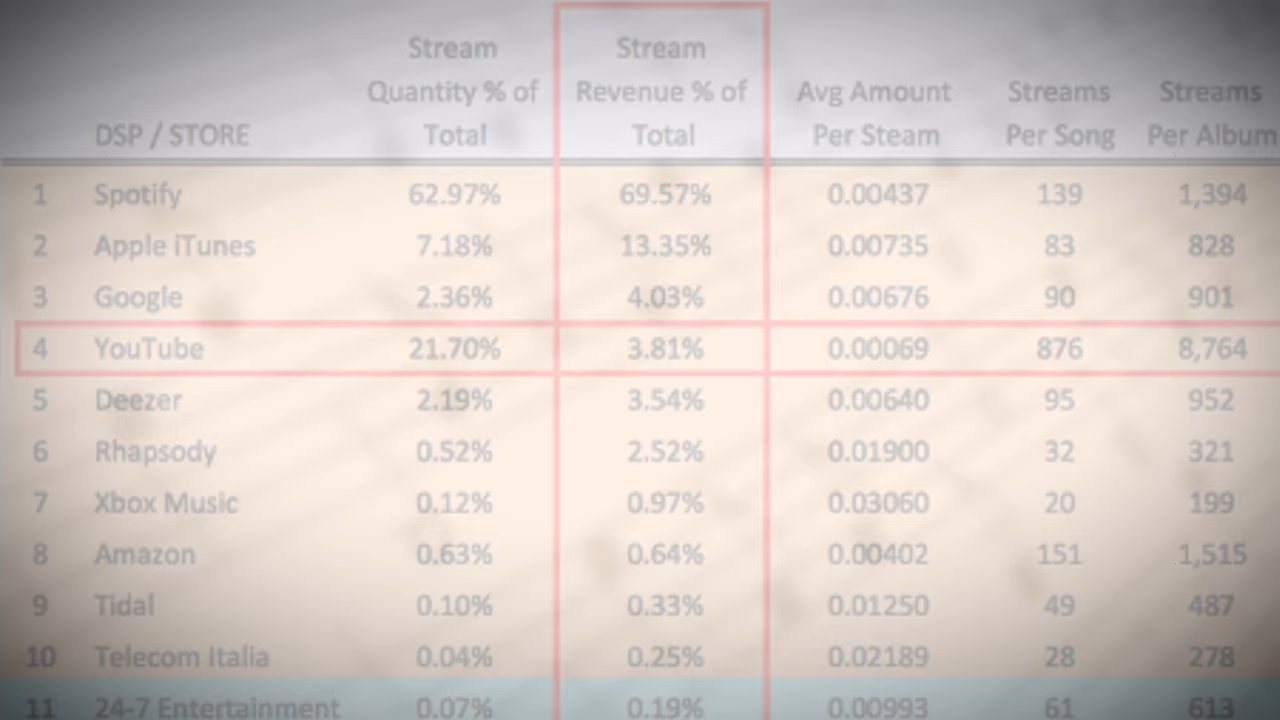 Stream Stream
Quantity % of Revenue % of Avg Amount Streams Streams
DSP / STORE Total Total Per Steam Per Song Per Album
1 Spotify 62.97% 69.57% 0.00437 139 1,394
2 Apple iTunes 7.18% 13.35% 0.00735 83 828
3 Google 2.36% 4.03% 0.00676 90 901
4 YouTube 21.70% 3.81% 0.00069 876 8,764
5 Deezer 2.19% 3.54% 0.00640 95 952
6 Rhapsody 0.52% 2.52% 0.01900 32 321
7 Xbox Music 0.12% 0.97% 0.03060 20 199
8 Amazon 0.63% 0.64% 0.00402 151 1,515
9 Tidal 0.10% 0.33% 0.01250 49 487
10 Telecom Italia 0.04% 0.25% 0.02189 28 278
11 24-7 Entertainment 0.07% 0.19% 0.00993 61 613